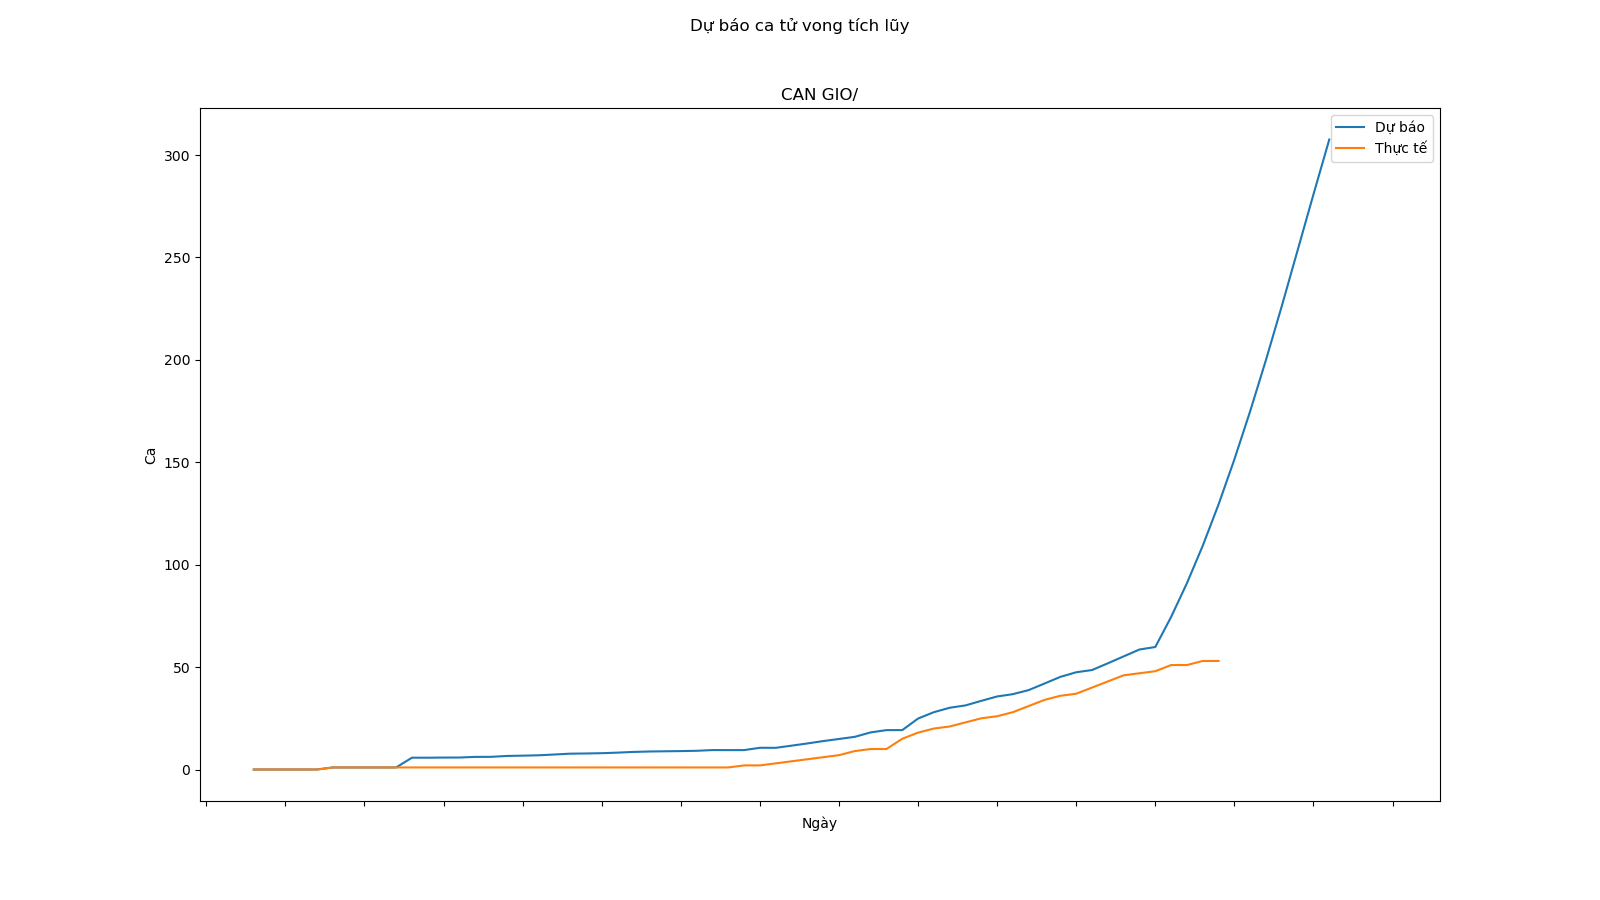 Dự báo ca tử vong tích lũy
CAN GIO/
Dự báo
Thực tế
300
250
200
150
100
50
0
Ca
Ngày